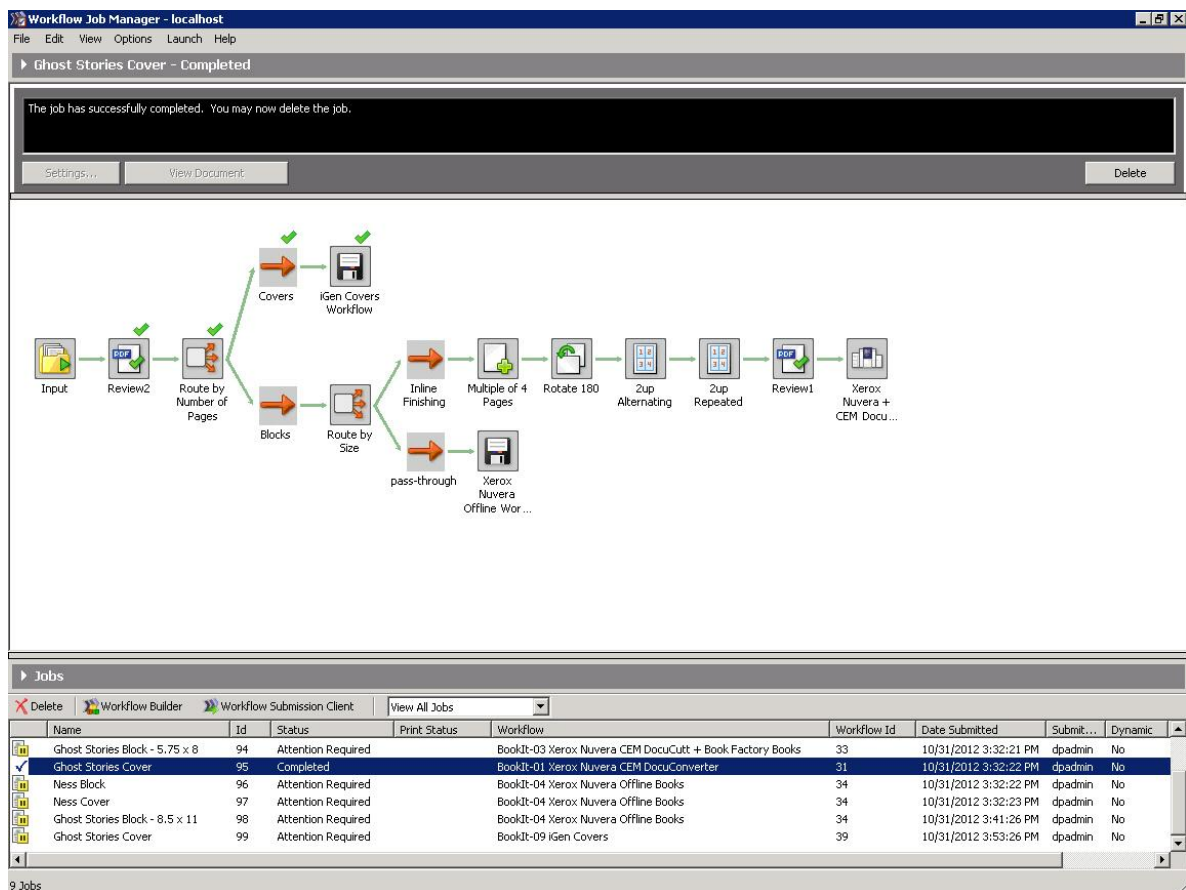 Workflow Job Manager - localhost
File Edit View Options Launch Help
Ghost Stories Cover - Completed
The job has successfully completed. You may now delete the job.
Settings... View Document Delete
Covers iGen Covers
Workflow
Input Review2 Route by
Number of
Pages
Inline
Finishing
Multiple of 4
Pages
Rotate 180
2up
Alternating
2up
Repeated
Review1
Xerox
Nuvera +
CEM Docu...
Blocks Route by
Size
pass-through Xerox
Nuvera
Offline Wor...
Jobs
Delete Workflow Builder Workflow Submission Client View All Jobs
Name Id Status Print Status Workflow Workflow Id Date Submitted Submit... Dynamic
Ghost Stories Block - 5.75 x 8 94 Attention Required BookIt-03 Xerox Nuvera CEM DocuCutt + Book Factory Books 33 10/31/2012 3:32:21 PM dpadmin No
Ghost Stories Cover 95 Completed BookIt-01 Xerox Nuvera CEM DocuConverter 31 10/31/2012 3:32:22 PM dpadmin No
Ness Block 96 Attention Required BookIt-04 Xerox Nuvera Offline Books 34 10/31/2012 3:32:22 PM dpadmin No
Ness Cover 97 Attention Required BookIt-04 Xerox Nuvera Offline Books 34 10/31/2012 3:32:23 PM dpadmin No
Ghost Stories Block - 8.5 x 11 98 Attention Required BookIt-04 Xerox Nuvera Offline Books 34 10/31/2012 3:41:26 PM dpadmin No
Ghost Stories Cover 99 Attention Required BookIt-09 iGen Covers 39 10/31/2012 3:53:26 PM dpadmin No
9 Jobs